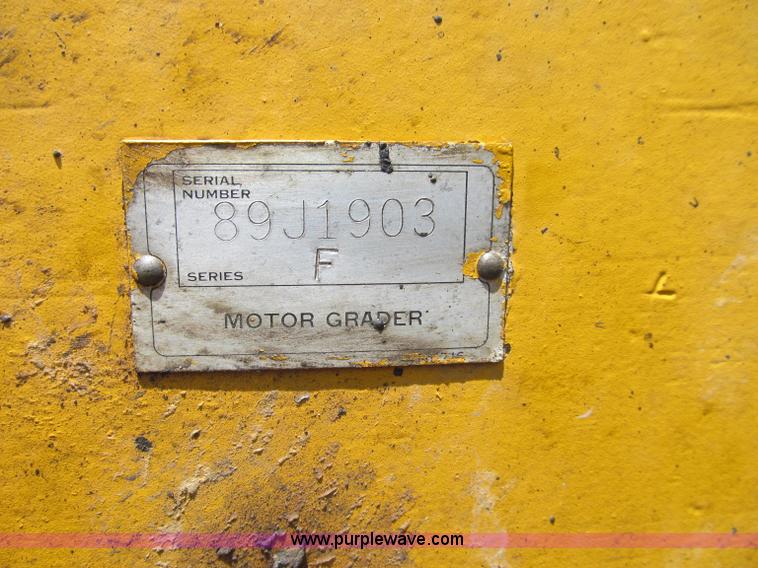 SERIAL
NUMBER
89J1903
F
SERIES
MOTOR GRADER
www.purplewave.com